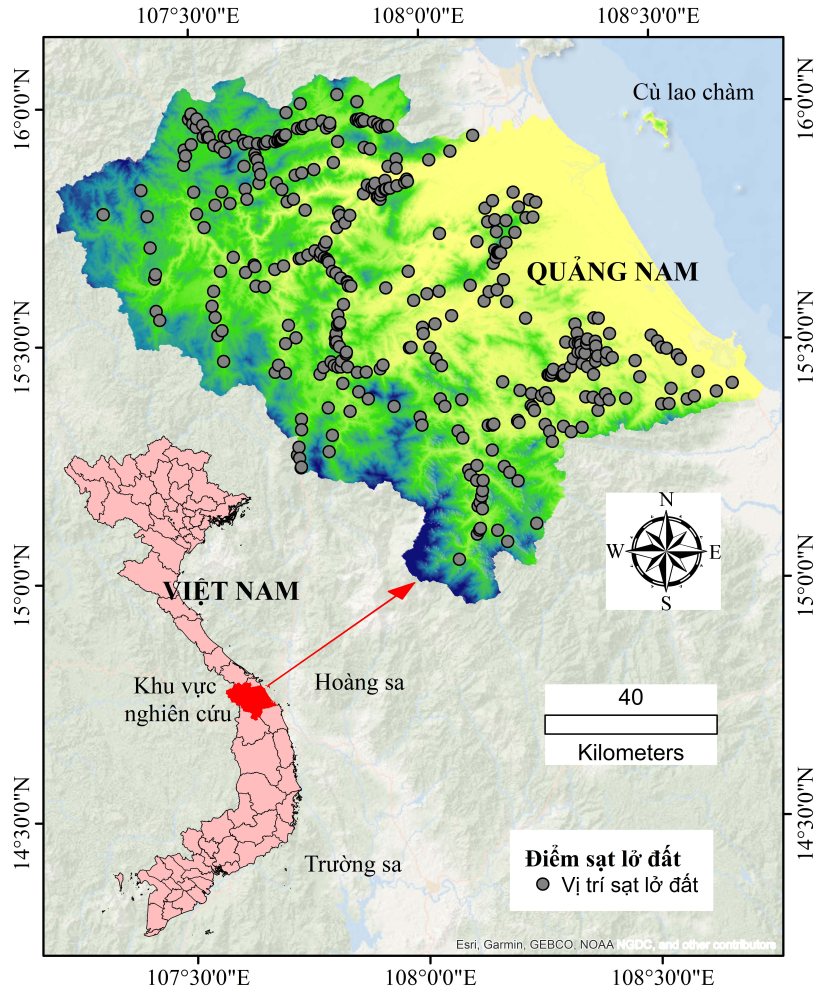 107°30'0"E
108°0'0"E
108°30'0"E
16°0'0"N
16°0'0"N
Cù lao chàm
QUẢNG NAM
15°30'0"N
15°30'0"N
N
W
E
S
15°0'0"N
15°0'0"N
VIỆT NAM
Khu vực
nghiên cứu
Hoàng sa
40
Kilometers
14°30'0"N
14°30'0"N
Trường sa
Điểm sạt lở đất
Vị trí sạt lở đất
Esri, Garmin, GEBCO, NOAA NGDC, and other contributors
107°30'0"E
108°0'0"E
108°30'0"E